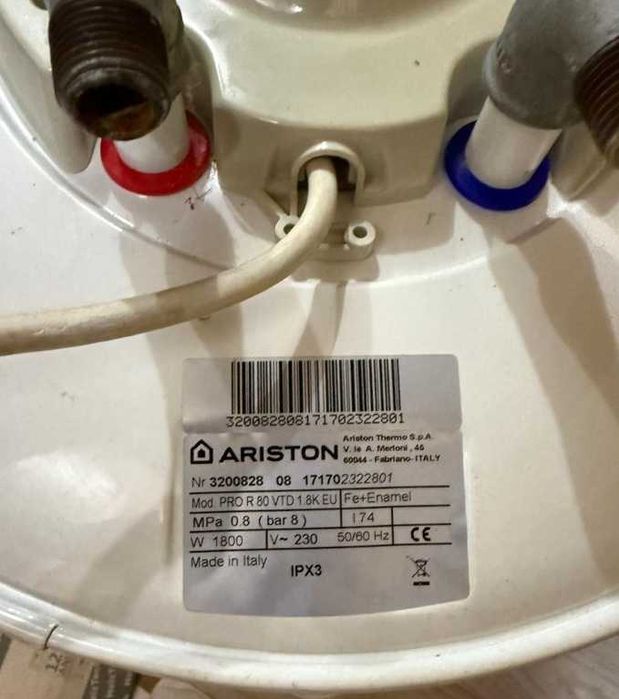 320082808171702322801
ARISTON
Ariston Thermo S.p.A.
V. le A. Merloni , 45
60044 - Fabriano- ITALY
Nr 3200828 08 171702322801
Mod. PRO R 80 VTD 1.8K EU Fe+Enamel
MPa 0.8 ( bar 8 ) l 74
W 1800 V~ 230 50/60 Hz CE
Made in Italy
IPX3